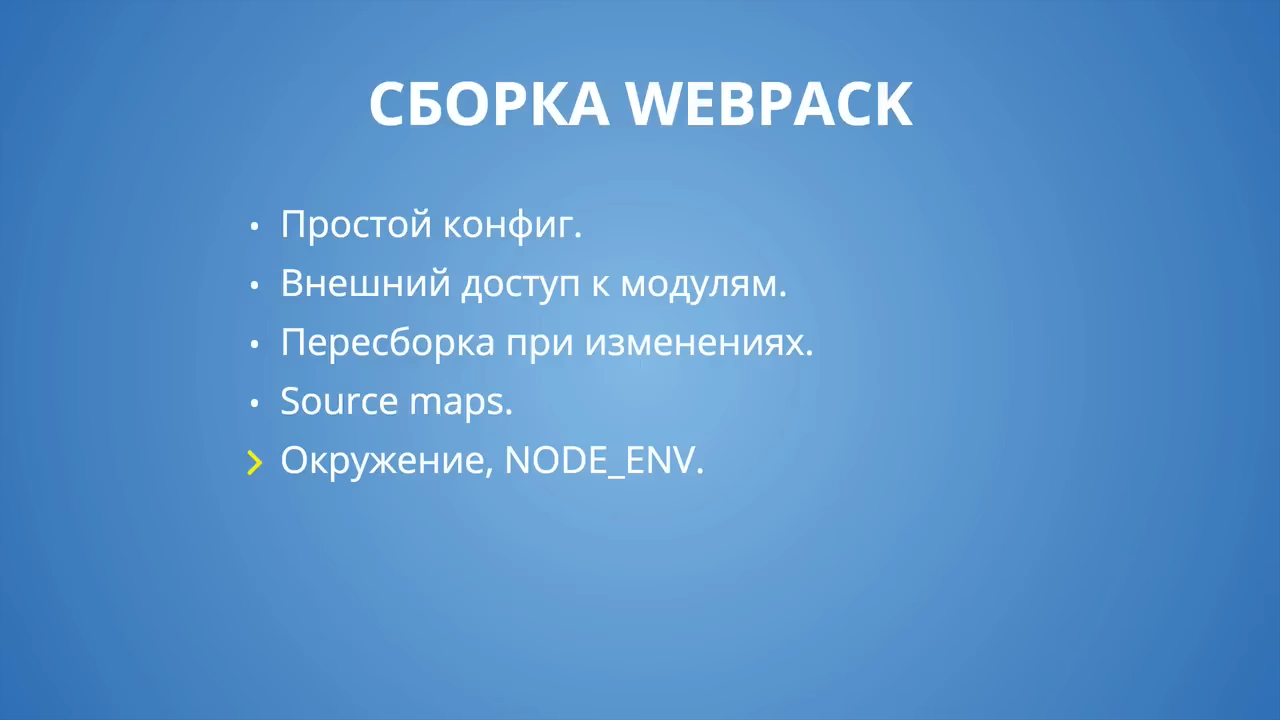 СБОРКА WEBPACK
• Простой конфиг.
• Внешний доступ к модулям.
• Пересборка при изменениях.
• Source maps.
Окружение, NODE_ENV.